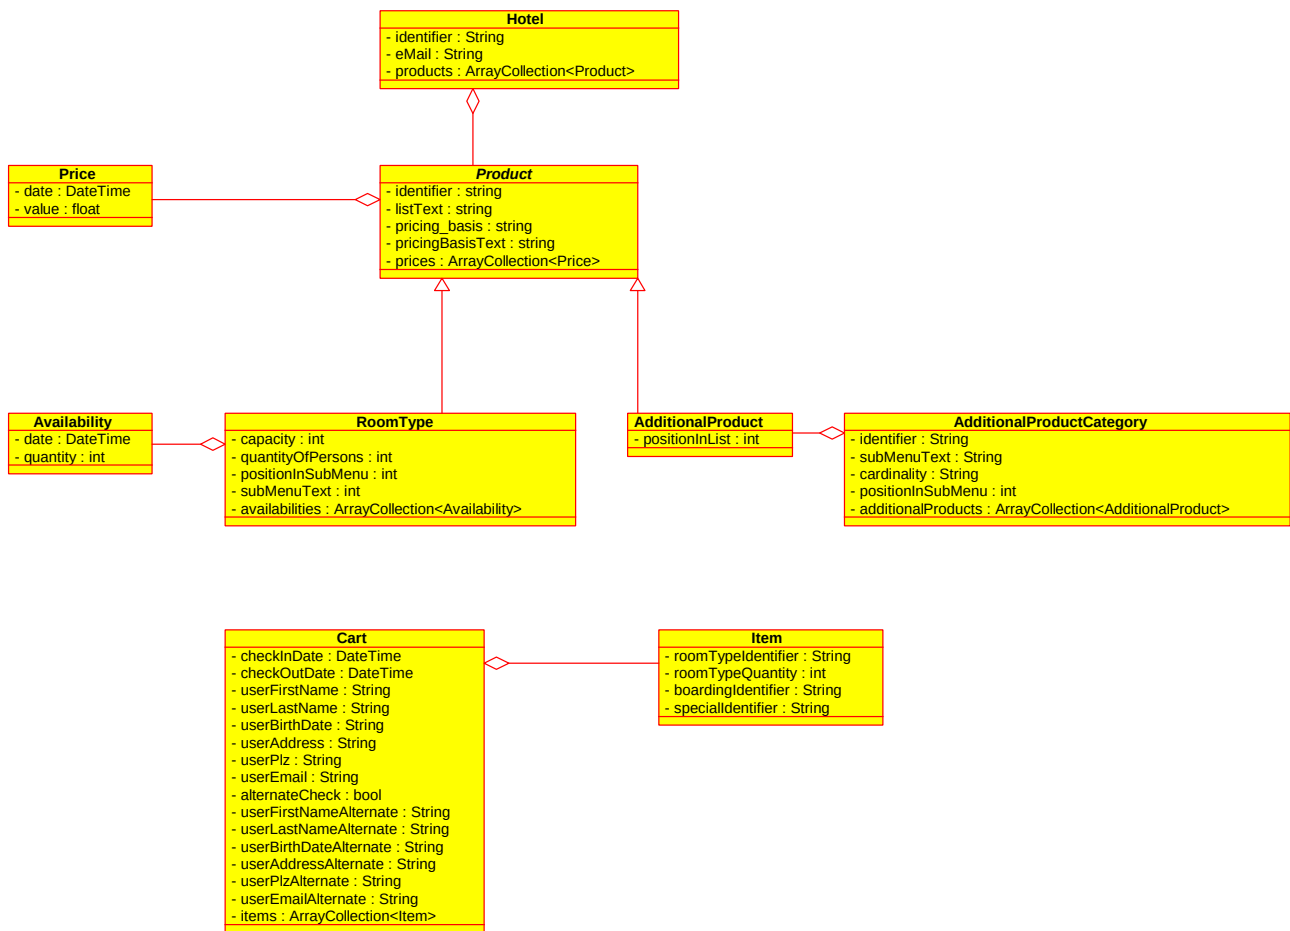 Hotel
- identifier : String
- eMail : String
- products : ArrayCollection<Product>
Price
- date : DateTime
- value : float
Product
- identifier : string
- listText : string
- pricing_basis : string
- pricingBasisText : string
- prices : ArrayCollection<Price>
Availability
- date : DateTime
- quantity : int
RoomType
- capacity : int
- quantityOfPersons : int
- positionInSubMenu : int
- subMenuText : int
- availabilities : ArrayCollection<Availability>
AdditionalProduct
- positionInList : int
AdditionalProductCategory
- identifier : String
- subMenuText : String
- cardinality : String
- positionInSubMenu : int
- additionalProducts : ArrayCollection<AdditionalProduct>
Cart
- checkInDate : DateTime
- checkOutDate : DateTime
- userFirstName : String
- userLastName : String
- userBirthDate : String
- userAddress : String
- userPlz : String
- userEmail : String
- alternateCheck : bool
- userFirstNameAlternate : String
- userLastNameAlternate : String
- userBirthDateAlternate : String
- userAddressAlternate : String
- userPlzAlternate : String
- userEmailAlternate : String
- items : ArrayCollection<Item>
Item
- roomTypeIdentifier : String
- roomTypeQuantity : int
- boardingIdentifier : String
- specialIdentifier : String